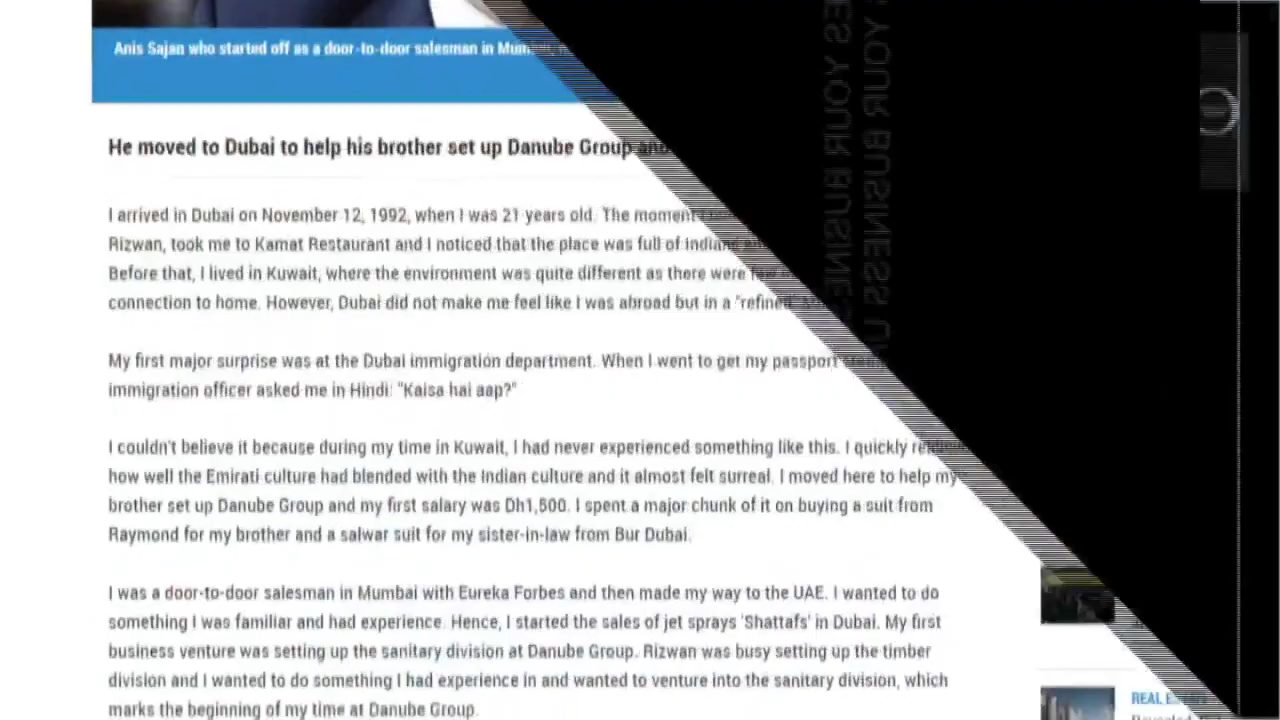 Anis Sajan who started off as a door-to-door salesman in
He moved to Dubai to help his brother set up Danube Group and
I arrived in Dubai on November 12, 1992, when I was 21 years old. The moment
Rizwan, took me to Kamat Restaurant and I noticed that the place was full of Indians
Before that, I lived in Kuwait, where the environment was quite different as there were few
connection to home. However, Dubai did not make me feel like I was abroad but in a "refined
My first major surprise was at the Dubai immigration department. When I went to get my passport
immigration officer asked me in Hindi: "Kaisa hai aap?"
I couldn't believe it because during my time in Kuwait, I had never experienced something like this. I quickly
how well the Emirati culture had blended with the Indian culture and it almost felt surreal. I moved here to help my
brother set up Danube Group and my first salary was Dh1,500. I spent a major chunk of it on buying a suit from
Raymond for my brother and a salwar suit for my sister-in-law from Bur Dubai.
I was a door-to-door salesman in Mumbai with Eureka Forbes and then made my way to the UAE. I wanted to do
something I was familiar and had experience. Hence, I started the sales of jet sprays 'Shattafs' in Dubai. My first
business venture was setting up the sanitary division at Danube Group. Rizwan was busy setting up the timber
division and I wanted to do something I had experience in and wanted to venture into the sanitary division, which
marks the beginning of my time at Danube Group.
YOUR BUSINESS
YOUR BUSINE
REAL